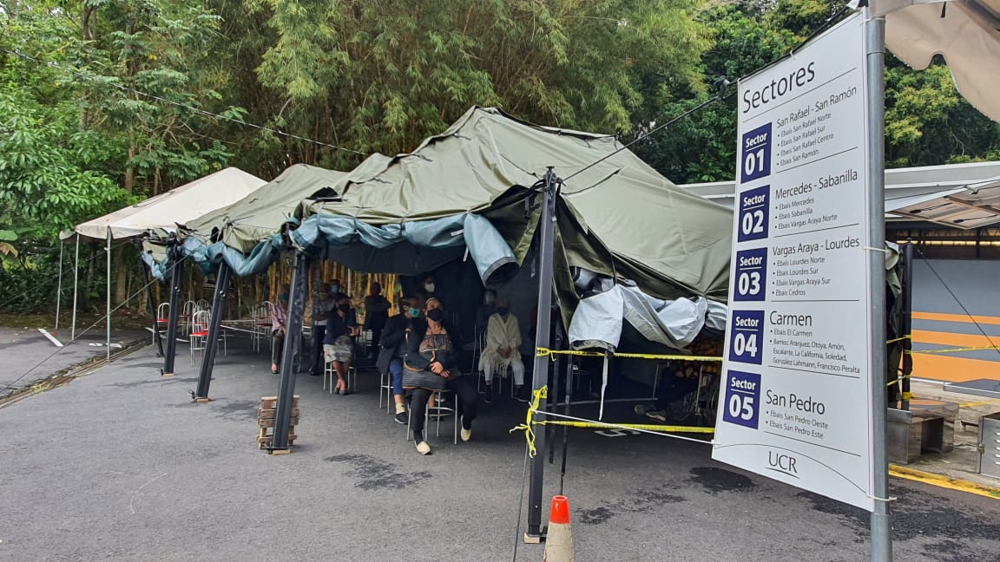 Sectores
Sector
01
San Rafael - San Ramón
• Ebais San Rafael Norte
• Ebais San Rafael Sur
• Ebais San Rafael Centro
• Ebais San Ramón
Sector
02
Mercedes - Sabanilla
• Ebais Mercedes
• Ebais Sabanilla
• Ebais Vargas Araya Norte
Sector
03
Vargas Araya - Lourdes
• Ebais Lourdes Norte
• Ebais Lourdes Sur
• Ebais Vargas Araya Sur
• Ebais Cedros
Sector
04
Carmen
• Ebais El Carmen
• Barrios: Aranjuez, Otoya, Amón,
Escalante, La California, Soledad,
González Lahmann, Francisco Peralta
Sector
05
San Pedro
• Ebais San Pedro Oeste
• Ebais San Pedro Este
UCR